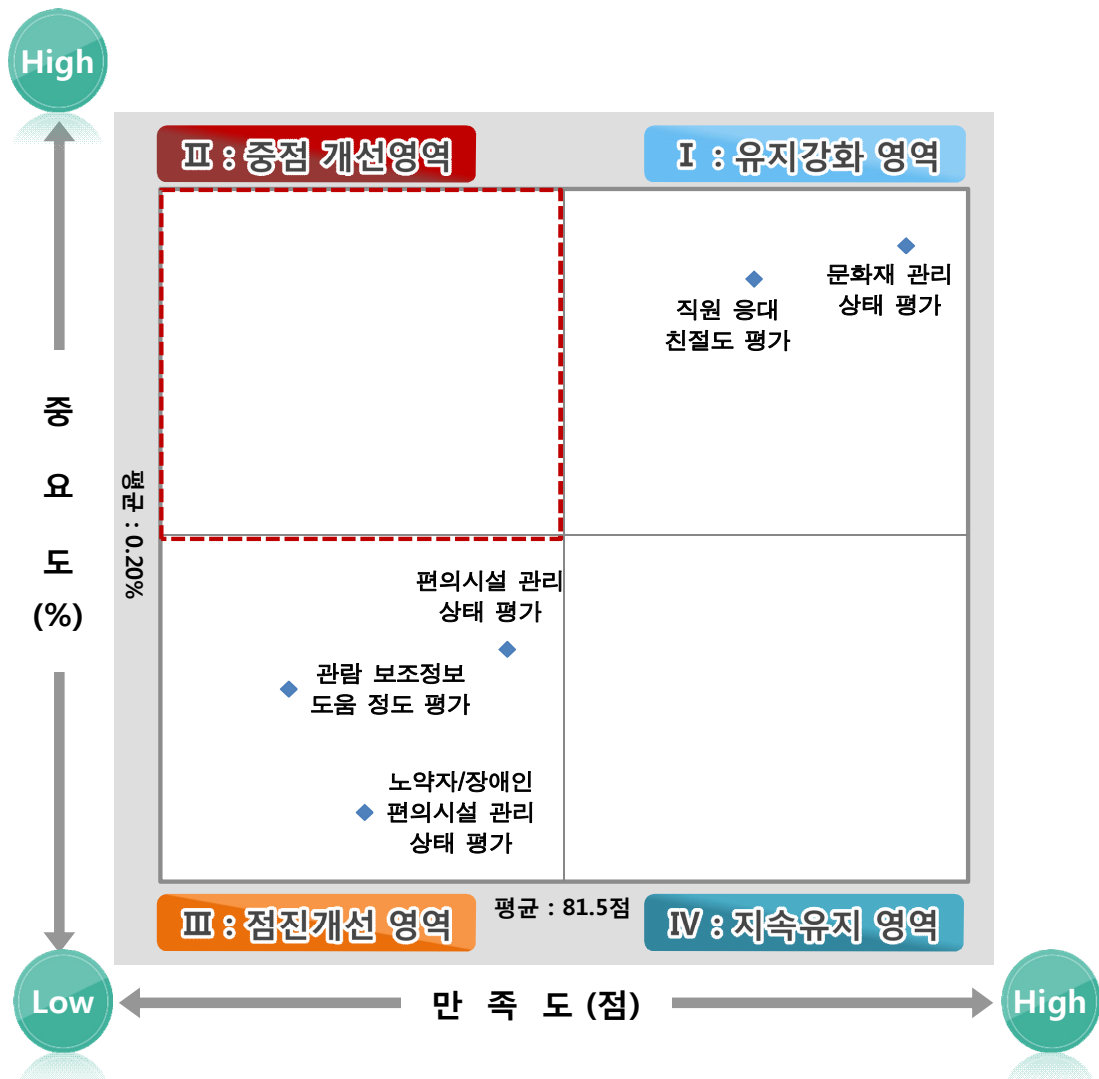 High
Ⅱ : 중점 개선영역
Ⅰ : 유지강화 영역
문화재 관리
상태 평가
직원 응대
친절도 평가
중
요
도
(%)
평균 : 0.20%
편의시설 관리
상태 평가
관람 보조정보
도움 정도 평가
노약자/장애인
편의시설 관리
상태 평가
평균 : 81.5점
Ⅲ : 점진개선 영역
Ⅳ : 지속유지 영역
Low
만 족 도 (점)
High